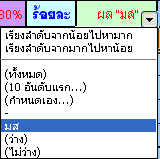 80% ร้อยละ ผล "มส"
เรียงลำดับจากน้อยไปหามาก
เรียงลำดับจากมากไปหาน้อย
(ทั้งหมด)
(10 อันดับแรก...)
(กำหนดเอง...)
-
มส
(ว่าง)
(ไม่ว่าง)